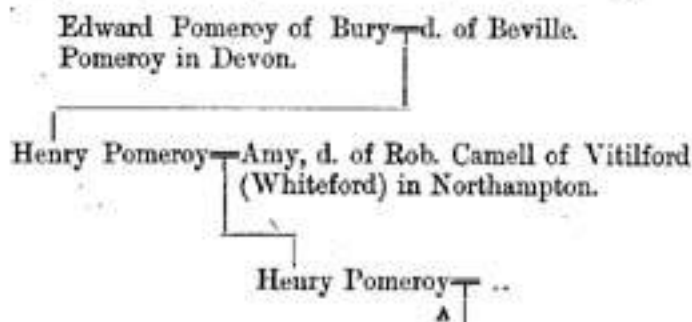 Edward Pomeroy of Bury d. of Beville.
Pomeroy in Devon.
Henry Pomeroy Amy, d. of Rob. Camell of Vitilford
(Whiteford) in Northampton.
Henry Pomeroy ..
A